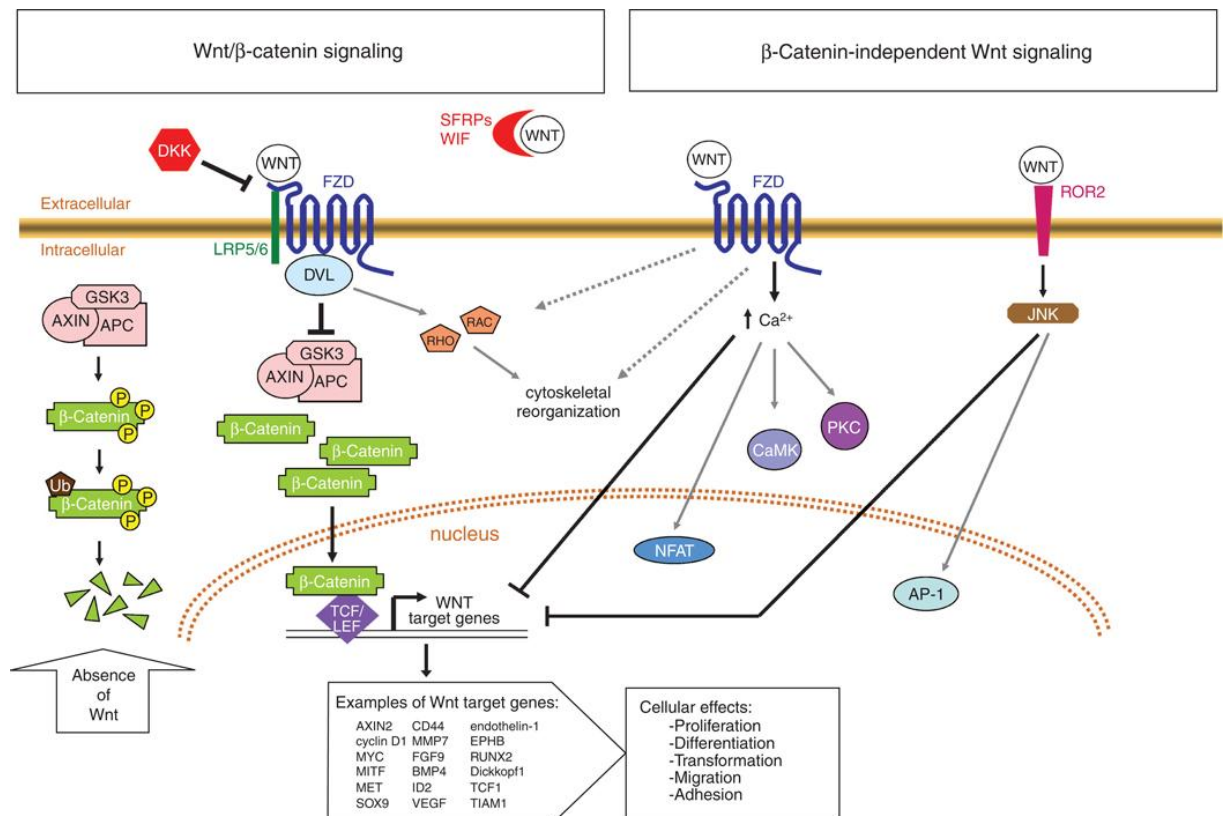 Wnt/β-catenin signaling
β-Catenin-independent Wnt signaling
SFRPs
WIF
WNT
DKK
WNT
FZD
WNT
FZD
WNT
ROR2
Extracellular
Intracellular
LRP5/6
DVL
GSK3
AXIN
APC
RAC
RHO
Ca2+
JNK
GSK3
AXIN
APC
cytoskeletal
reorganization
P
P
β-Catenin
P
β-Catenin
β-Catenin
β-Catenin
PKC
CaMK
Ub
P
P
β-Catenin
P
nucleus
NFAT
β-Catenin
TCF/
LEF
WNT
target genes
AP-1
Absence
of
Wnt
Examples of Wnt target genes:
AXIN2 CD44 endothelin-1
cyclin D1 MMP7 EPHB
MYC FGF9 RUNX2
MITF BMP4 Dickkopf1
MET ID2 TCF1
SOX9 VEGF TIAM1
Cellular effects:
-Proliferation
-Differentiation
-Transformation
-Migration
-Adhesion